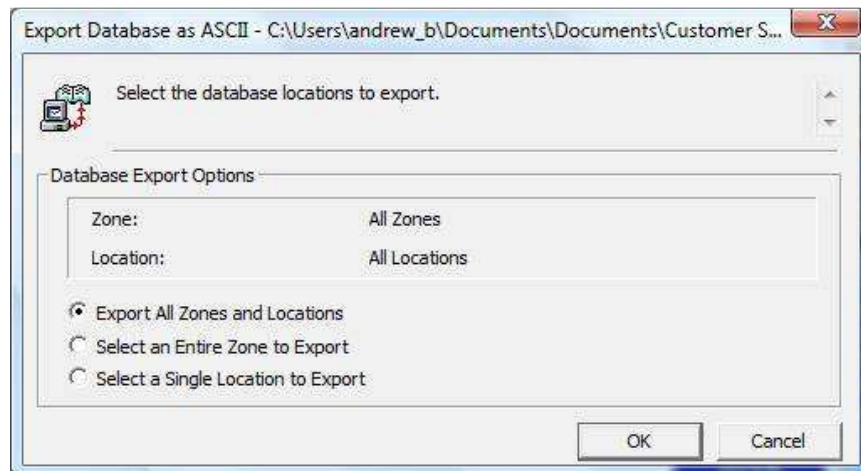 Export Database as ASCII - C:\Users\andrew_b\Documents\Documents\Customer S...
Select the database locations to export.
Database Export Options
Zone: All Zones
Location: All Locations
Export All Zones and Locations
Select an Entire Zone to Export
Select a Single Location to Export
OK Cancel